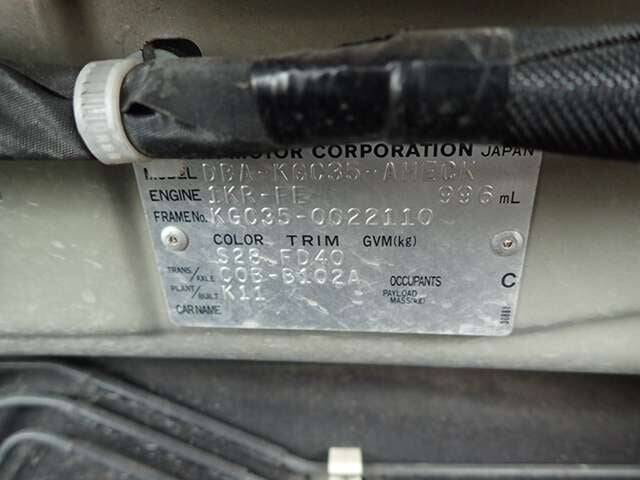 MOTOR CORPORATION JAPAN
MODEL DBA-KGC35-AHECK
ENGINE 1KR-FE 996 mL
FRAME No. KGC35-0022110
COLOR TRIM GVM(kg)
S28 FD40
TRANS./AXLE C0B-B102A OCCUPANTS C
PLANT/BUILT K11 PAYLOAD MASS(kg)
CAR NAME